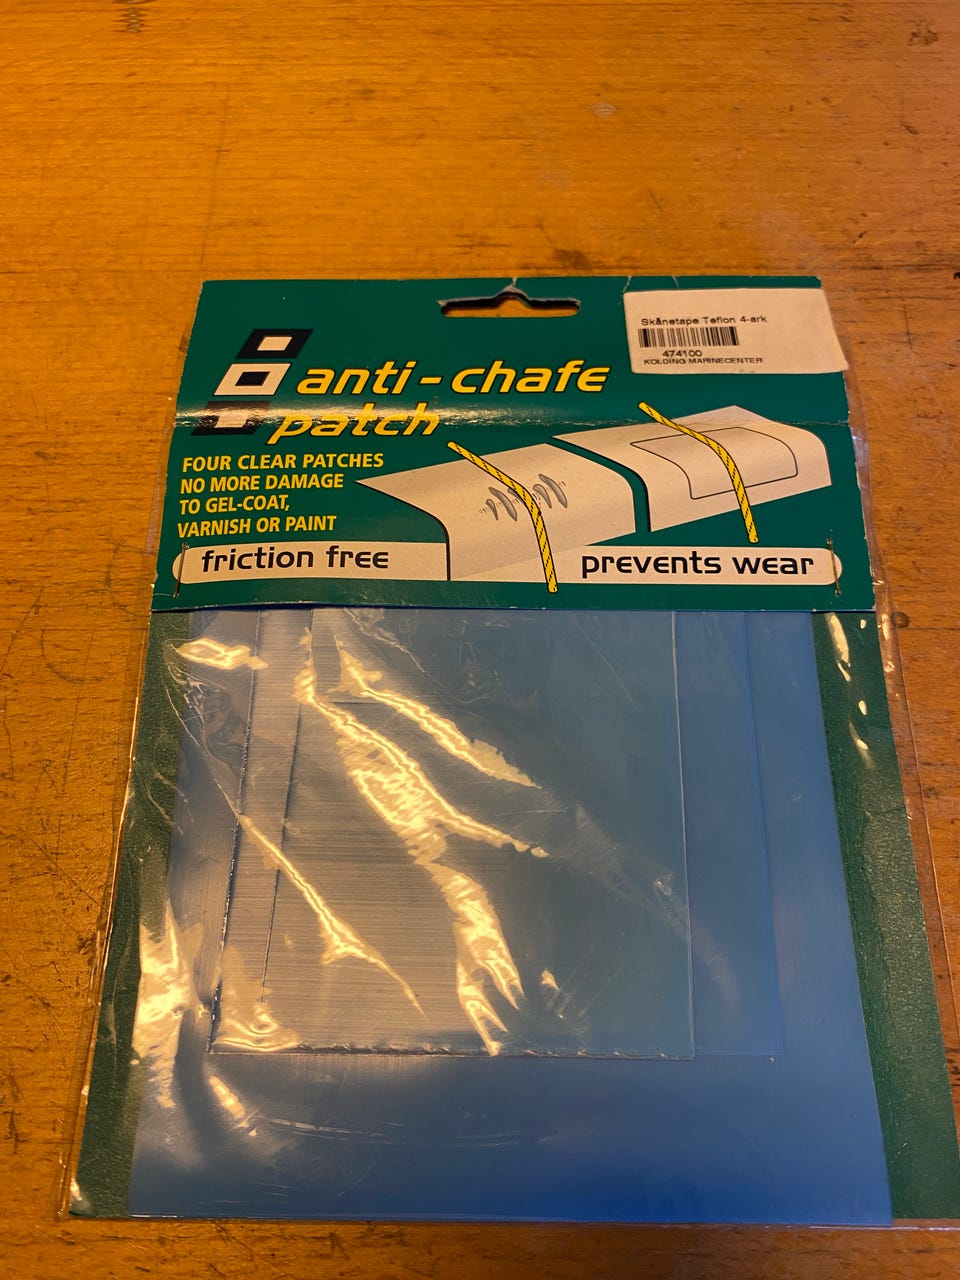 Skånetape Teflon 4-ark
474100
KOLDING MARINECENTER
anti-chafe
patch
FOUR CLEAR PATCHES
NO MORE DAMAGE
TO GEL-COAT,
VARNISH OR PAINT
friction free
prevents wear